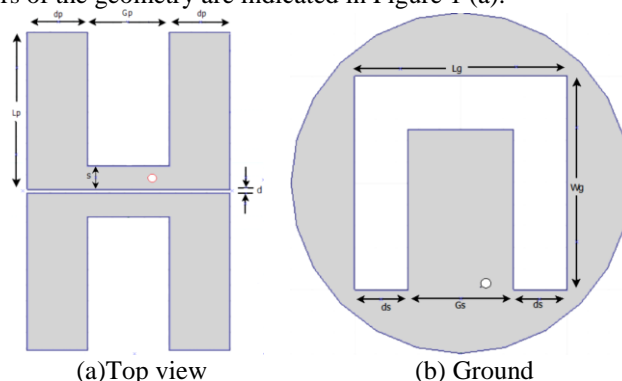 rs of the geometry are indicated in Figure 1 (a).
dp Gp dp
Lp
s
d
Lg
Wg
ds Gs ds
(a)Top view (b) Ground